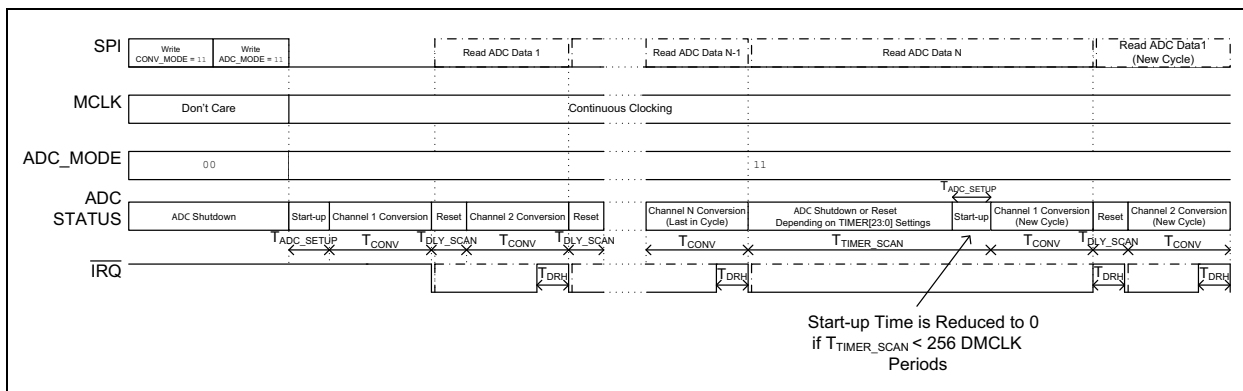 SPI
Write
CONV_MODE = 11
Write
ADC_MODE = 11
Read ADC Data 1
Read ADC Data N-1
Read ADC Data N
Read ADC Data1
(New Cycle)
MCLK
Don't Care
Continuous Clocking
ADC_MODE
00
11
ADC
STATUS
ADC Shutdown
Start-up
Channel 1 Conversion
Reset
Channel 2 Conversion
Reset
Channel N Conversion
(Last in Cycle)
ADC Shutdown or Reset
Depending on TIMER[23:0] Settings
TADC_SETUP
Start-up
Channel 1 Conversion
(New Cycle)
Reset
Channel 2 Conversion
(New Cycle)
TADC_SETUP
TCONV
TDLY_SCAN
TCONV
TDLY_SCAN
TCONV
TTIMER_SCAN
TCONV
TDLY_SCAN
TCONV
IRQ
TDRH
TDRH
TDRH
TDRH
Start-up Time is Reduced to 0
if TTIMER_SCAN < 256 DMCLK
Periods